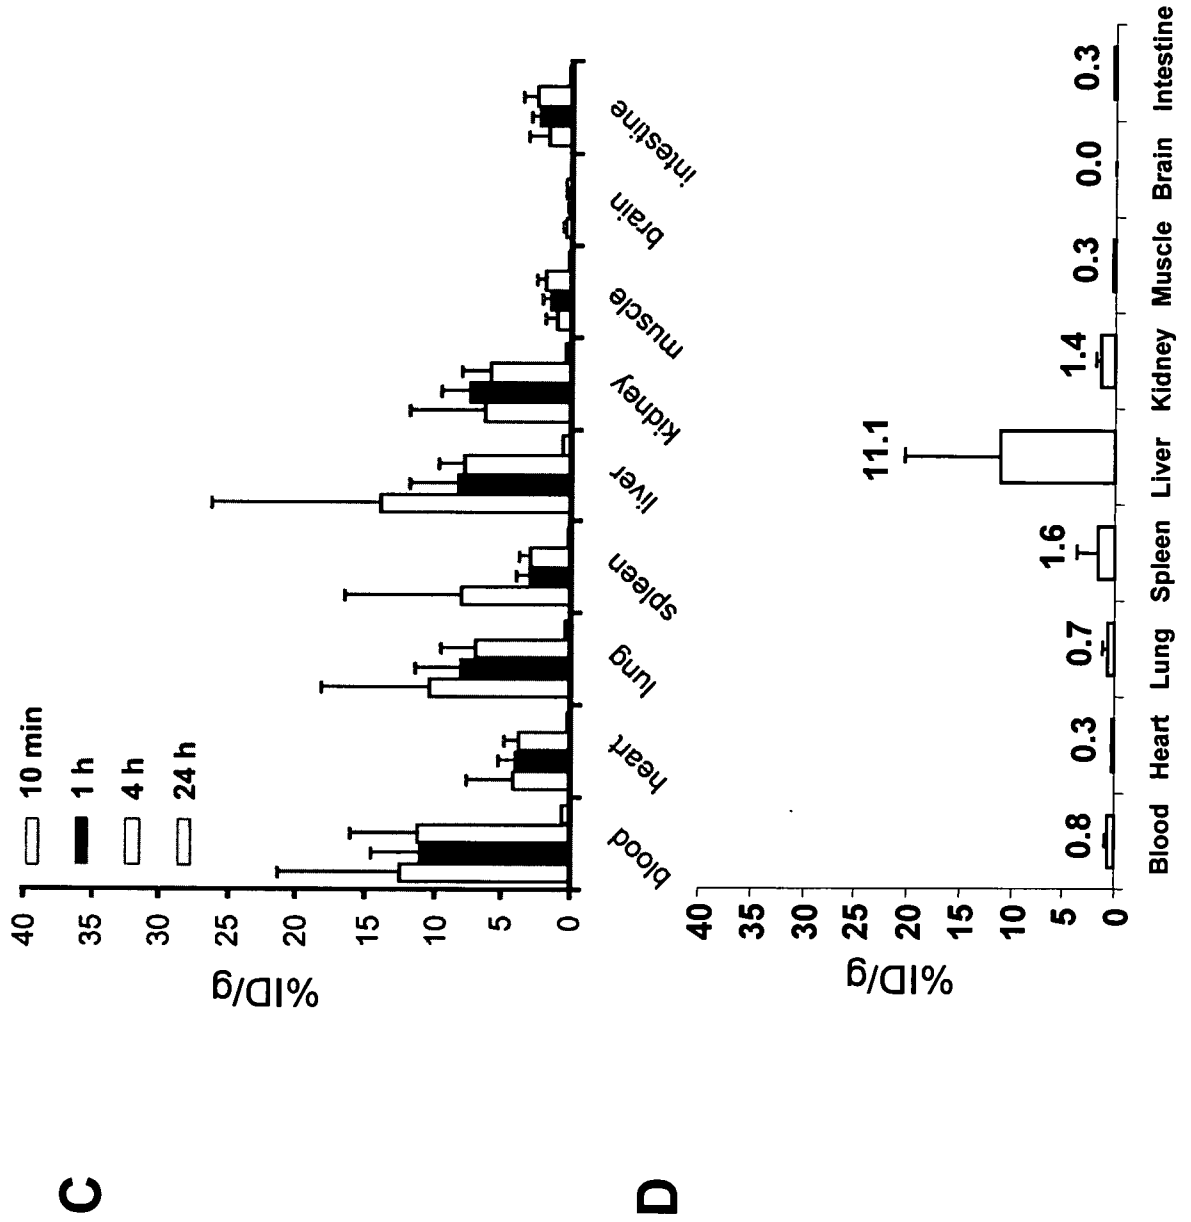 C
%ID/g
40
35
30
25
20
15
10
5
0
10 min
1 h
4 h
24 h
blood
heart
lung
spleen
liver
kidney
muscle
brain
intestine
D
%ID/g
40
35
30
25
20
15
10
5
0
0.8
0.3
0.7
1.6
11.1
1.4
0.3
0.0
0.3
Blood Heart Lung Spleen Liver Kidney Muscle Brain Intestine